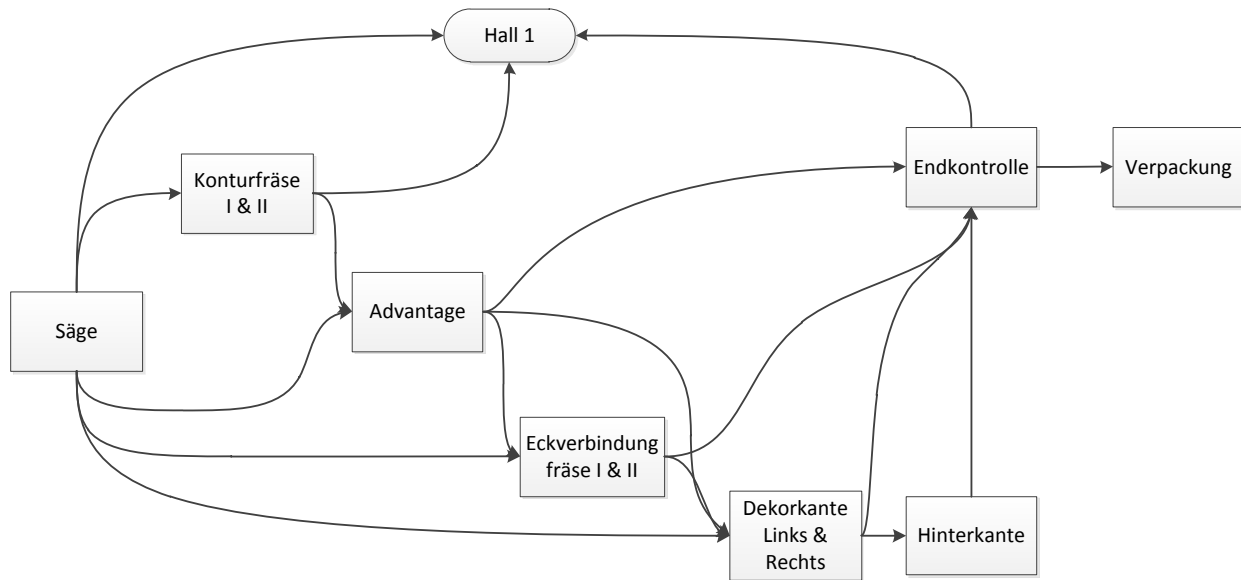 Hall 1
Endkontrolle
Verpackung
Konturfräse
I & II
Säge
Advantage
Eckverbindung
fräse I & II
Dekorkante
Links &
Rechts
Hinterkante